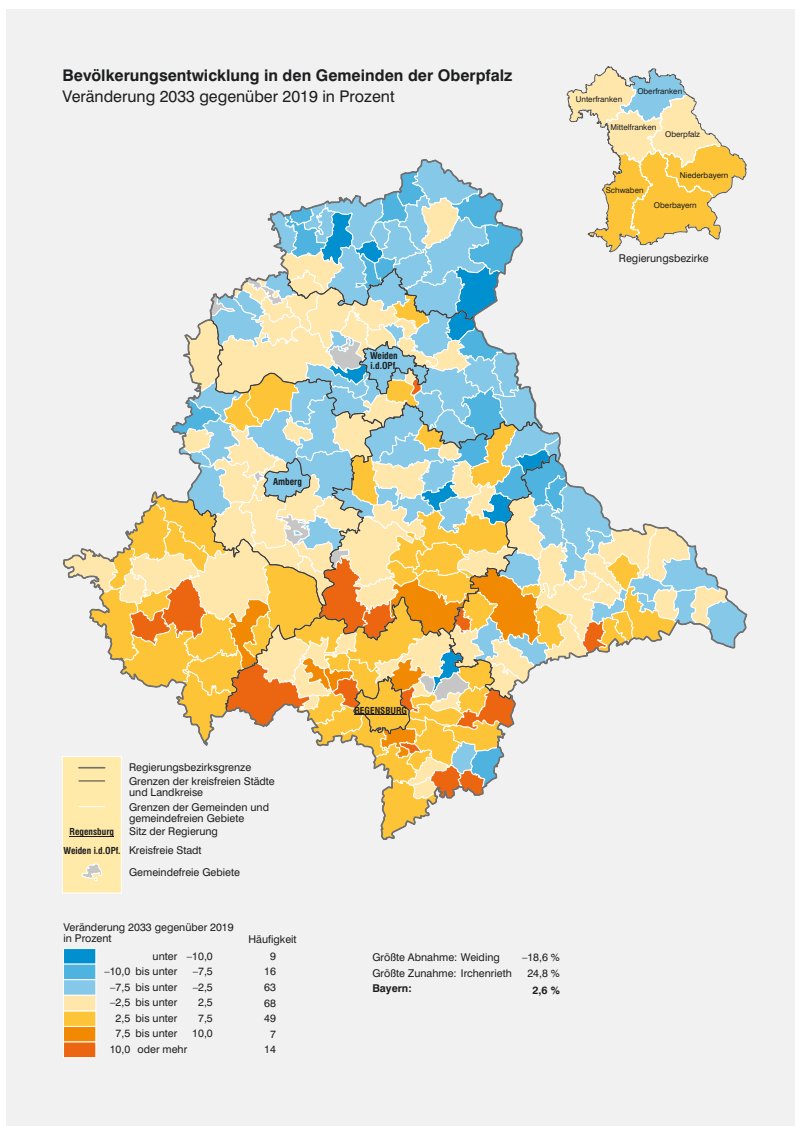 Bevölkerungsentwicklung in den Gemeinden der Oberpfalz
Veränderung 2033 gegenüber 2019 in Prozent
Unterfranken
Oberfranken
Mittelfranken
Oberpfalz
Niederbayern
Schwaben
Oberbayern
Regierungsbezirke
Weiden
i.d.OPf.
Amberg
REGENSBURG
Regierungsbezirksgrenze
Grenzen der kreisfreien Städte
und Landkreise
Grenzen der Gemeinden und
gemeindefreien Gebiete
Regensburg Sitz der Regierung
Weiden i.d.OPf. Kreisfreie Stadt
Gemeindefreie Gebiete
Veränderung 2033 gegenüber 2019
in Prozent Häufigkeit
unter −10,0 9
−10,0 bis unter −7,5 16
−7,5 bis unter −2,5 63
−2,5 bis unter 2,5 68
2,5 bis unter 7,5 49
7,5 bis unter 10,0 7
10,0 oder mehr 14
Größte Abnahme: Weiding −18,6 %
Größte Zunahme: Irchenrieth 24,8 %
Bayern: 2,6 %